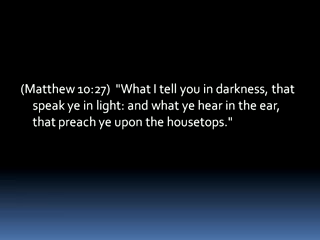 (Matthew 10:27)  "What I tell you in darkness, that
speak ye in light: and what ye hear in the ear,
that preach ye upon the housetops."